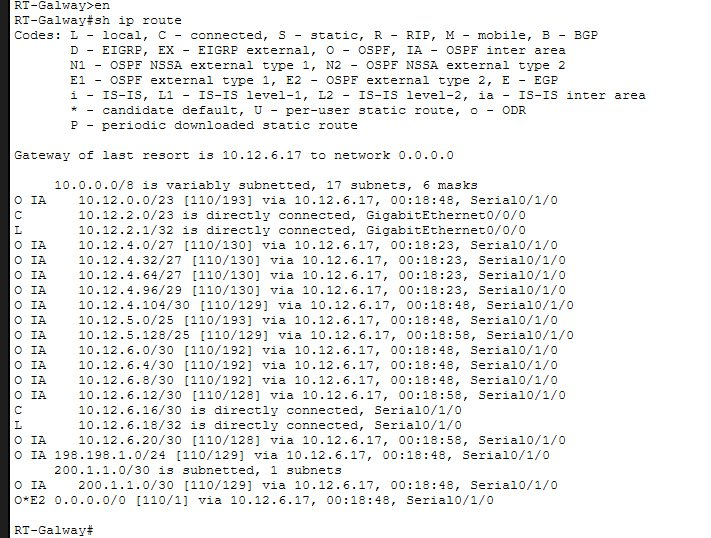 RT-Galway>en
RT-Galway#sh ip route
Codes: L - local, C - connected, S - static, R - RIP, M - mobile, B - BGP
D - EIGRP, EX - EIGRP external, O - OSPF, IA - OSPF inter area
N1 - OSPF NSSA external type 1, N2 - OSPF NSSA external type 2
E1 - OSPF external type 1, E2 - OSPF external type 2, E - EGP
i - IS-IS, L1 - IS-IS level-1, L2 - IS-IS level-2, ia - IS-IS inter area
* - candidate default, U - per-user static route, o - ODR
P - periodic downloaded static route
Gateway of last resort is 10.12.6.17 to network 0.0.0.0
10.0.0.0/8 is variably subnetted, 17 subnets, 6 masks
O IA 10.12.0.0/23 [110/193] via 10.12.6.17, 00:18:48, Serial0/1/0
C 10.12.2.0/23 is directly connected, GigabitEthernet0/0/0
L 10.12.2.1/32 is directly connected, GigabitEthernet0/0/0
O IA 10.12.4.0/27 [110/130] via 10.12.6.17, 00:18:23, Serial0/1/0
O IA 10.12.4.32/27 [110/130] via 10.12.6.17, 00:18:23, Serial0/1/0
O IA 10.12.4.64/27 [110/130] via 10.12.6.17, 00:18:23, Serial0/1/0
O IA 10.12.4.96/29 [110/130] via 10.12.6.17, 00:18:23, Serial0/1/0
O IA 10.12.4.104/30 [110/129] via 10.12.6.17, 00:18:48, Serial0/1/0
O IA 10.12.5.0/25 [110/193] via 10.12.6.17, 00:18:48, Serial0/1/0
O IA 10.12.5.128/25 [110/129] via 10.12.6.17, 00:18:58, Serial0/1/0
O IA 10.12.6.0/30 [110/192] via 10.12.6.17, 00:18:48, Serial0/1/0
O IA 10.12.6.4/30 [110/192] via 10.12.6.17, 00:18:48, Serial0/1/0
O IA 10.12.6.8/30 [110/192] via 10.12.6.17, 00:18:48, Serial0/1/0
O IA 10.12.6.12/30 [110/128] via 10.12.6.17, 00:18:58, Serial0/1/0
C 10.12.6.16/30 is directly connected, Serial0/1/0
L 10.12.6.18/32 is directly connected, Serial0/1/0
O IA 10.12.6.20/30 [110/128] via 10.12.6.17, 00:18:58, Serial0/1/0
O IA 198.198.1.0/24 [110/129] via 10.12.6.17, 00:18:48, Serial0/1/0
200.1.1.0/30 is subnetted, 1 subnets
O IA 200.1.1.0/30 [110/129] via 10.12.6.17, 00:18:48, Serial0/1/0
O*E2 0.0.0.0/0 [110/1] via 10.12.6.17, 00:18:48, Serial0/1/0
RT-Galway#